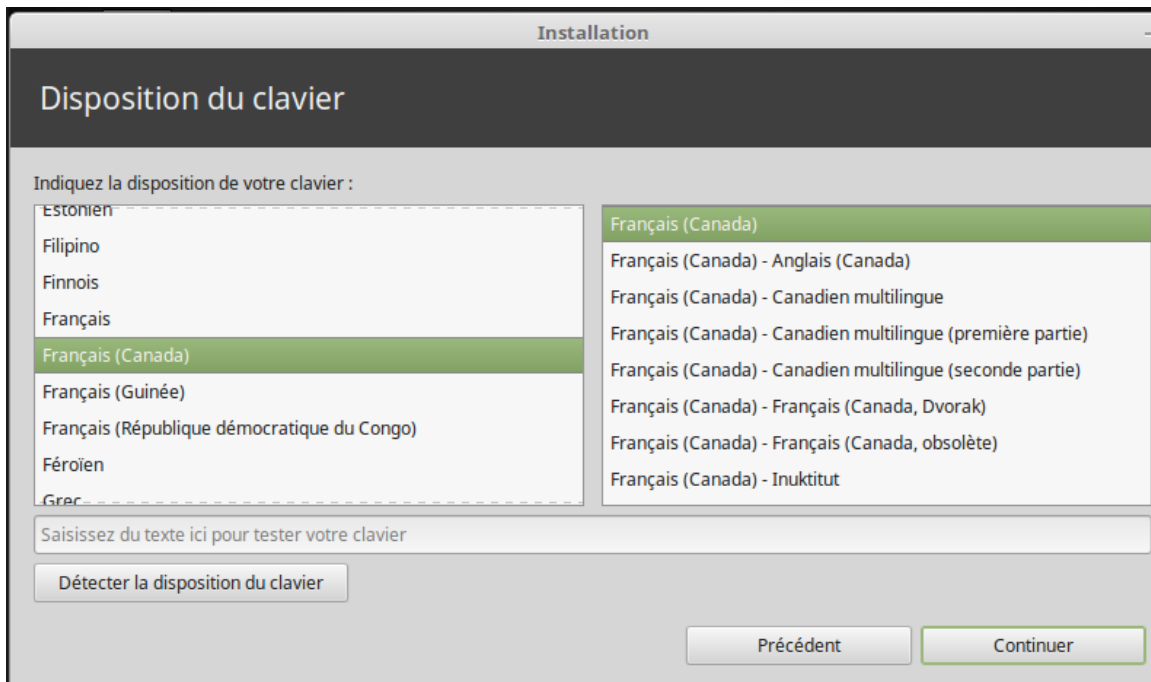 Installation
Disposition du clavier
Indiquez la disposition de votre clavier :
Estonien
Filipino
Finnois
Français
Français (Canada)
Français (Guinée)
Français (République démocratique du Congo)
Féroïen
Grec
Français (Canada)
Français (Canada) - Anglais (Canada)
Français (Canada) - Canadien multilingue
Français (Canada) - Canadien multilingue (première partie)
Français (Canada) - Canadien multilingue (seconde partie)
Français (Canada) - Français (Canada, Dvorak)
Français (Canada) - Français (Canada, obsolète)
Français (Canada) - Inuktitut
Saisissez du texte ici pour tester votre clavier
Détecter la disposition du clavier
Précédent
Continuer